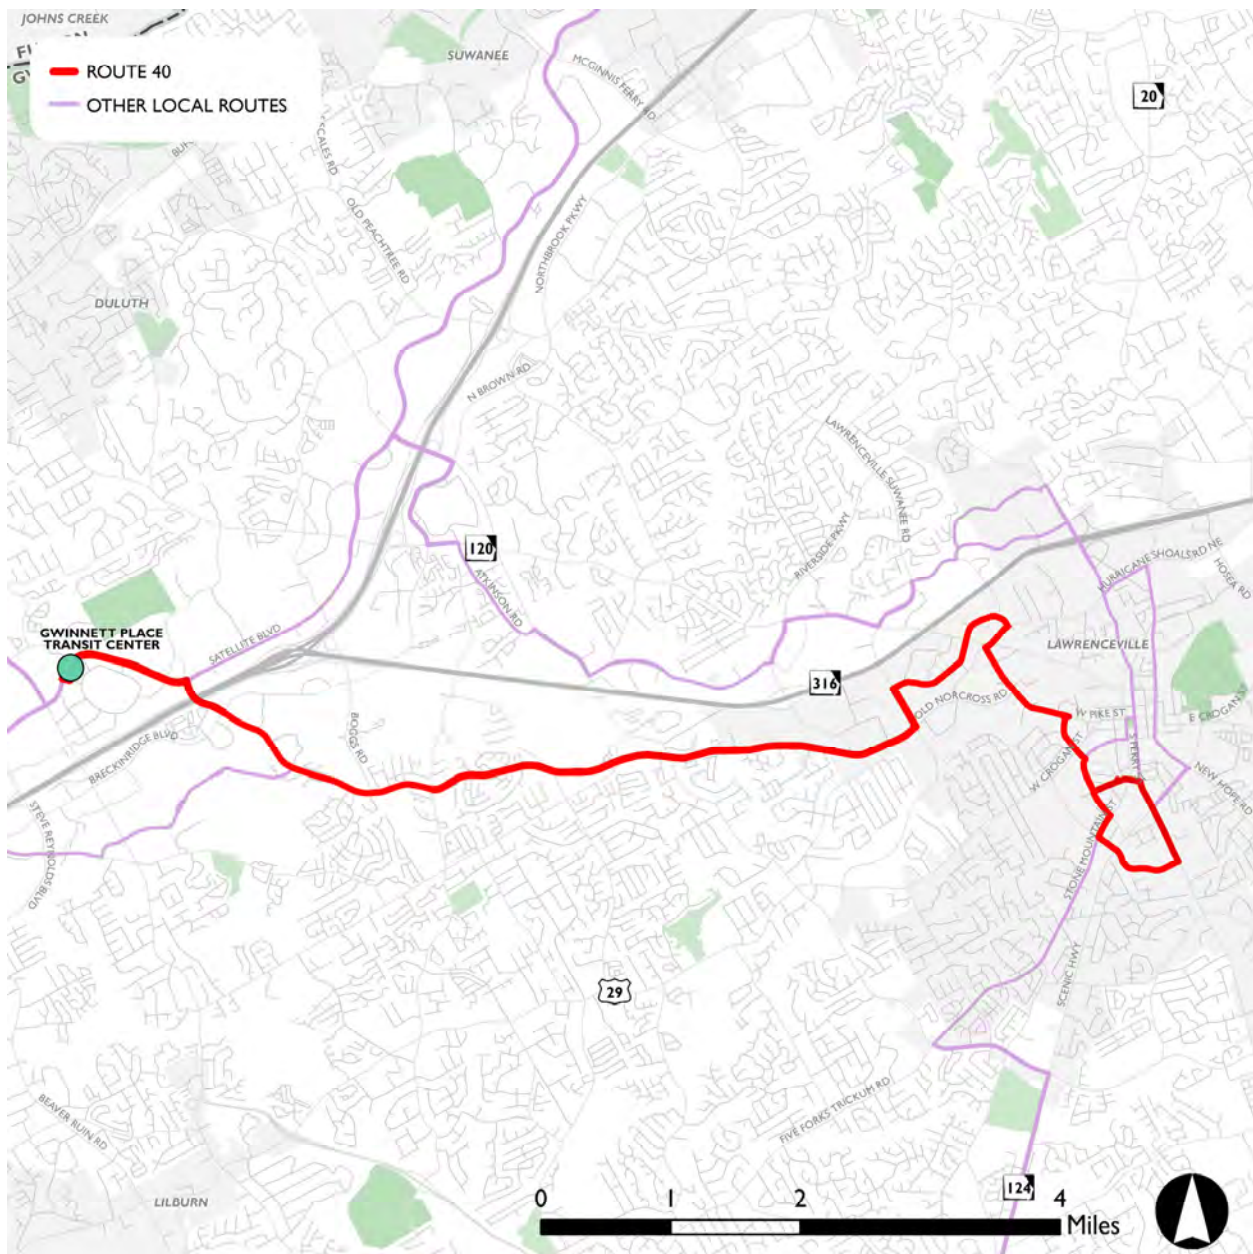 JOHNS CREEK
ROUTE 40
OTHER LOCAL ROUTES
SUWANEE
MCGINNIS FERRY RD
20
SCALES RD
OLD PEACHTREE RD
NORTHBROOK PKWY
DULUTH
N BROWN RD
LAWRENCEVILLE SUWANEE RD
RIVERSIDE PKWY
120
ATKINSON RD
HURRICANE SHOALS RD NE
HOSEA RD
GWINNETT PLACE
TRANSIT CENTER
SATELLITE BLVD
LAWRENCEVILLE
316
OLD NORCROSS RD
W PIKE ST
E CROGAN ST
BOGGS RD
BRECKINRIDGE BLVD
W CROGAN ST
S PERRY
NEW HOPE RD
STEVE REYNOLDS BLVD
STONE MOUNTAIN ST
29
SCENIC HWY
FIVE FORKS TRICKUM RD
BEAVER RUIN RD
LILBURN
124
0 1 2 4
Miles